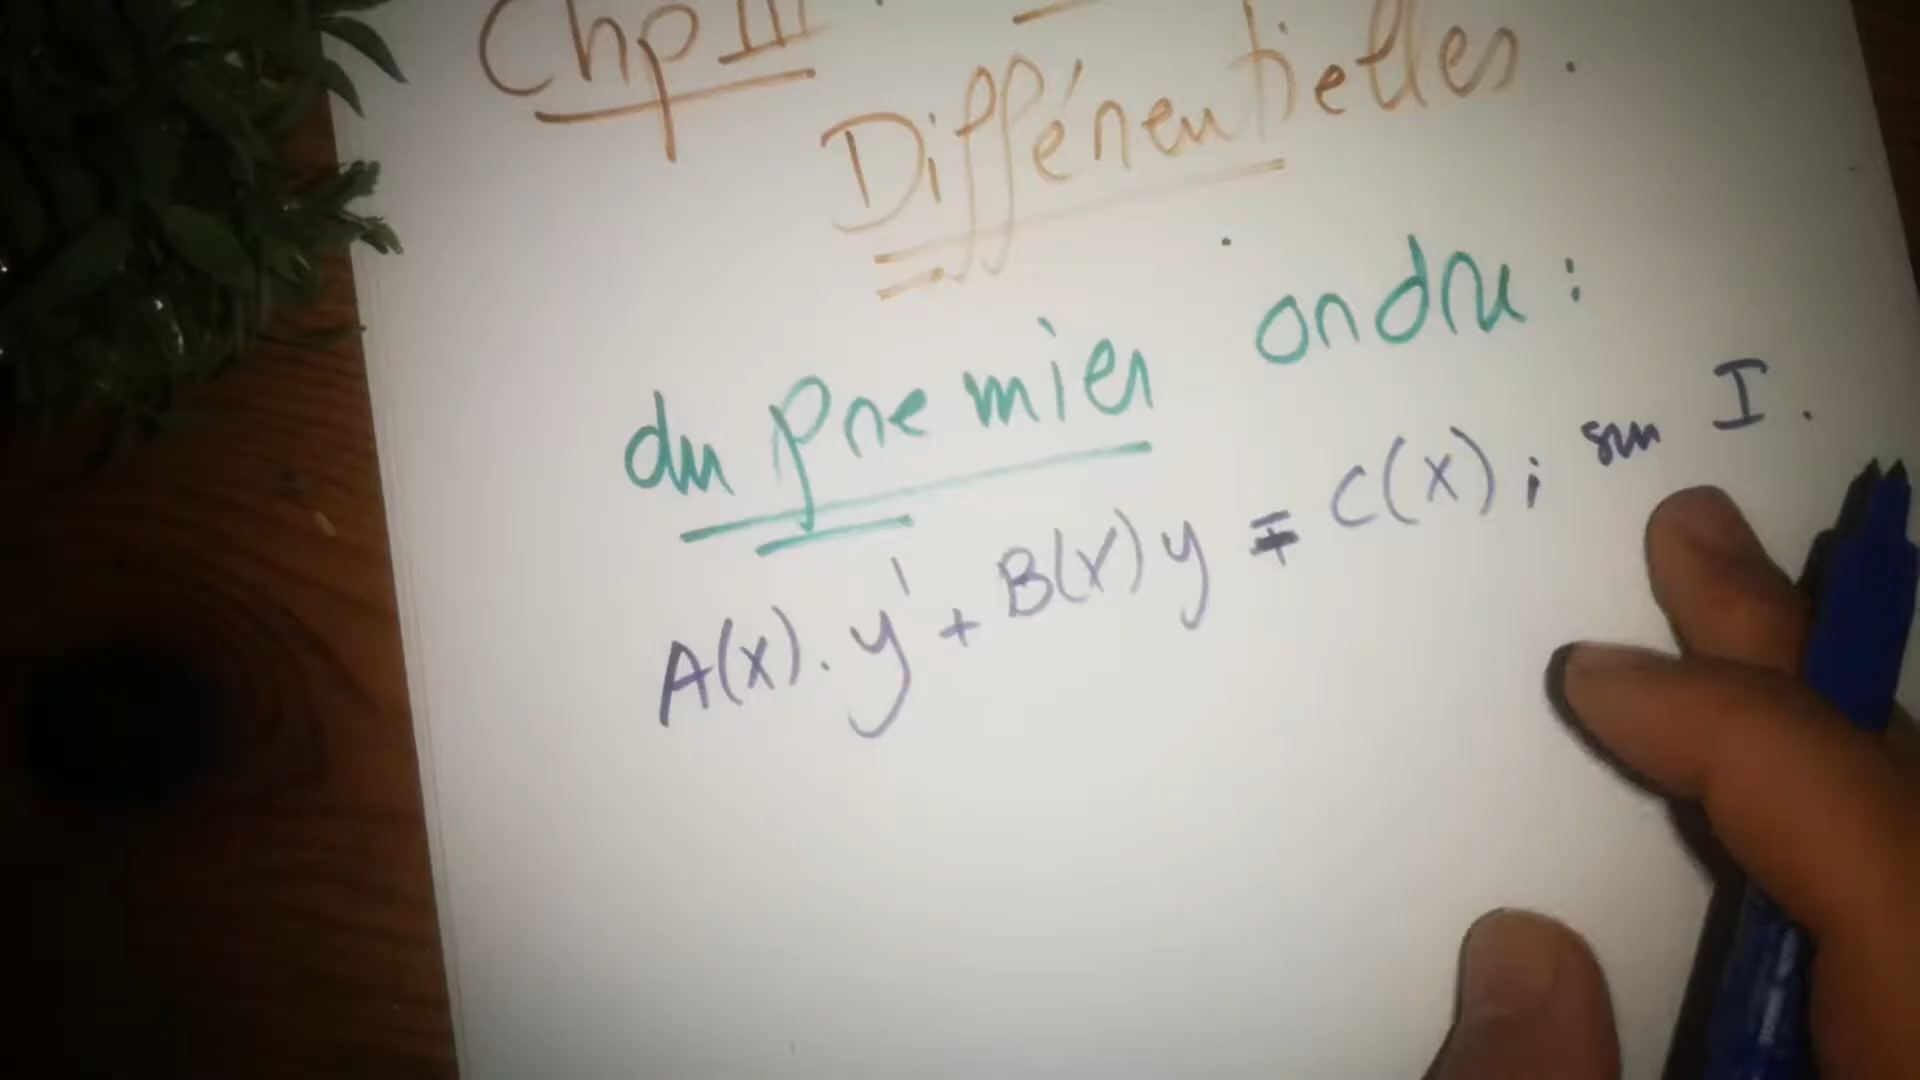 Chp III :
Différentielles.
du premier ordre :
A(x). y' + B(x) y = C(x) ; sur I.